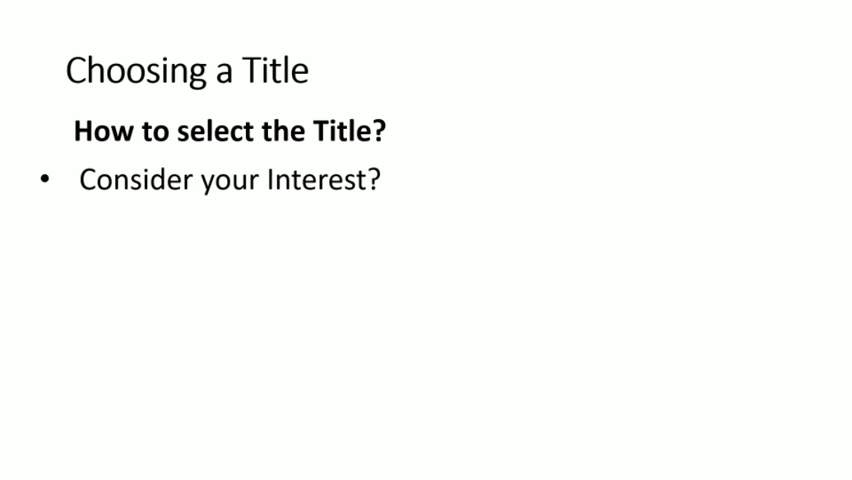 Choosing a Title
How to select the Title?
• Consider your Interest?